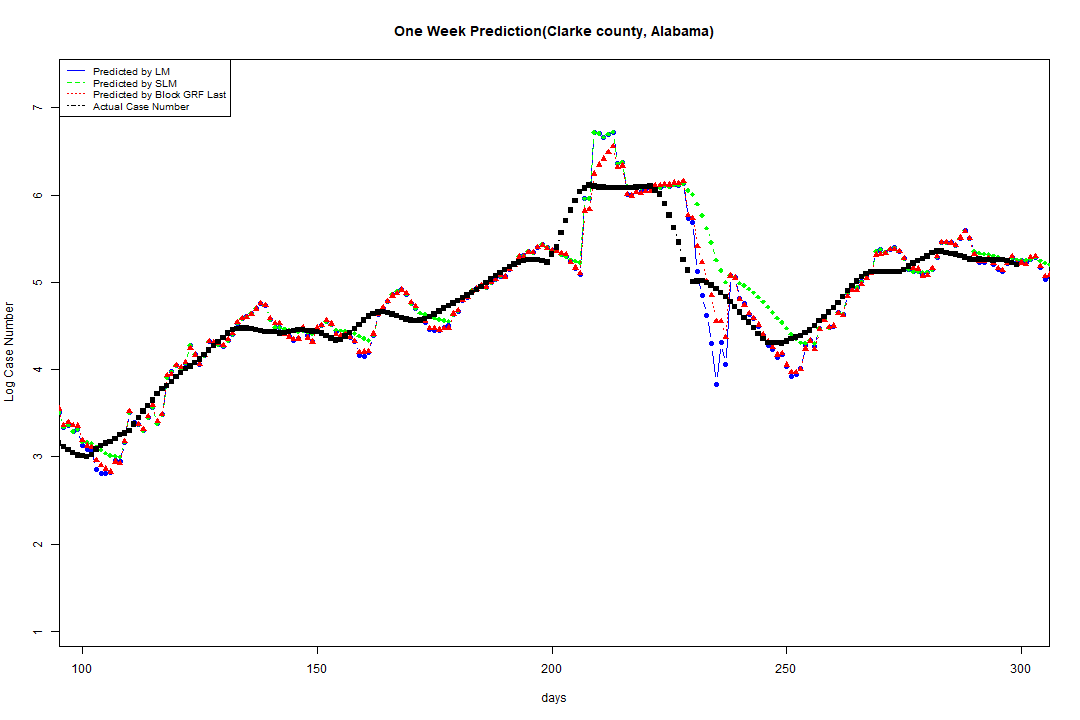 One Week Prediction(Clarke county, Alabama)
Predicted by LM
Predicted by SLM
Predicted by Block GRF Last
Actual Case Number
7
6
5
4
3
2
1
Log Case Number
100 150 200 250 300
days